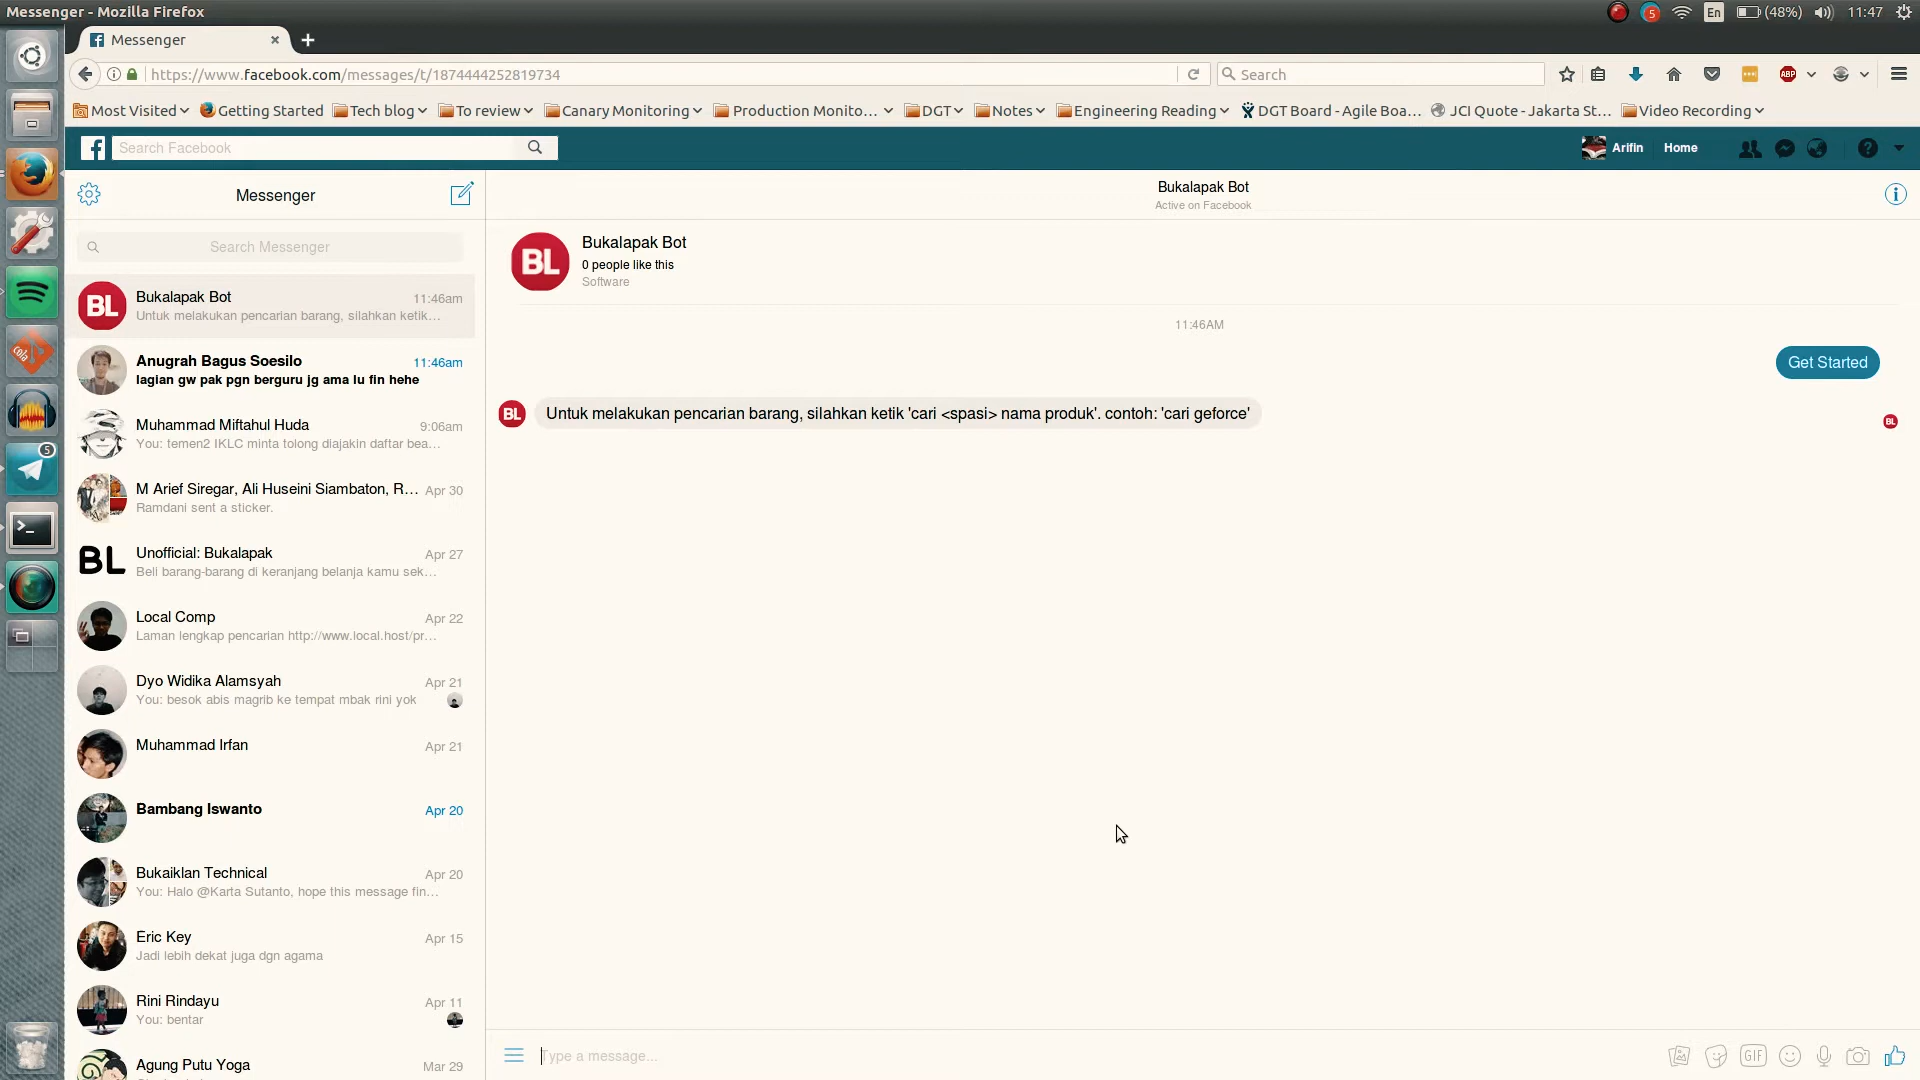 Messenger - Mozilla Firefox
5
En
(48%)
11:47
Messenger
https://www.facebook.com/messages/t/1874444252819734
Search
ABP
Most Visited
Getting Started
Tech blog
To review
Canary Monitoring
Production Monito...
DGT
Notes
Engineering Reading
DGT Board - Agile Boa...
JCI Quote - Jakarta St...
Video Recording
Search Facebook
Arifin
Home
Messenger
Search Messenger
BL
Bukalapak Bot
11:46am
Untuk melakukan pencarian barang, silahkan ketik...
Anugrah Bagus Soesilo
11:46am
lagian gw pak pgn berguru jg ama lu fin hehe
Muhammad Miftahul Huda
9:06am
You: temen2 IKLC minta tolong diajakin daftar bea...
M Arief Siregar, Ali Huseini Siambaton, R...
Apr 30
Ramdani sent a sticker.
BL
Unofficial: Bukalapak
Apr 27
Beli barang-barang di keranjang belanja kamu sek...
Local Comp
Apr 22
Laman lengkap pencarian http://www.local.host/pr...
Dyo Widika Alamsyah
Apr 21
You: besok abis magrib ke tempat mbak rini yok
Muhammad Irfan
Apr 21
Bambang Iswanto
Apr 20
Bukaiklan Technical
Apr 20
You: Halo @Karta Sutanto, hope this message fin...
Eric Key
Apr 15
Jadi lebih dekat juga dgn agama
Rini Rindayu
Apr 11
You: bentar
Agung Putu Yoga
Mar 29
Bukalapak Bot
Active on Facebook
BL
Bukalapak Bot
0 people like this
Software
11:46AM
Get Started
BL
Untuk melakukan pencarian barang, silahkan ketik 'cari <spasi> nama produk'. contoh: 'cari geforce'
BL
Type a message...
GIF
cola
5